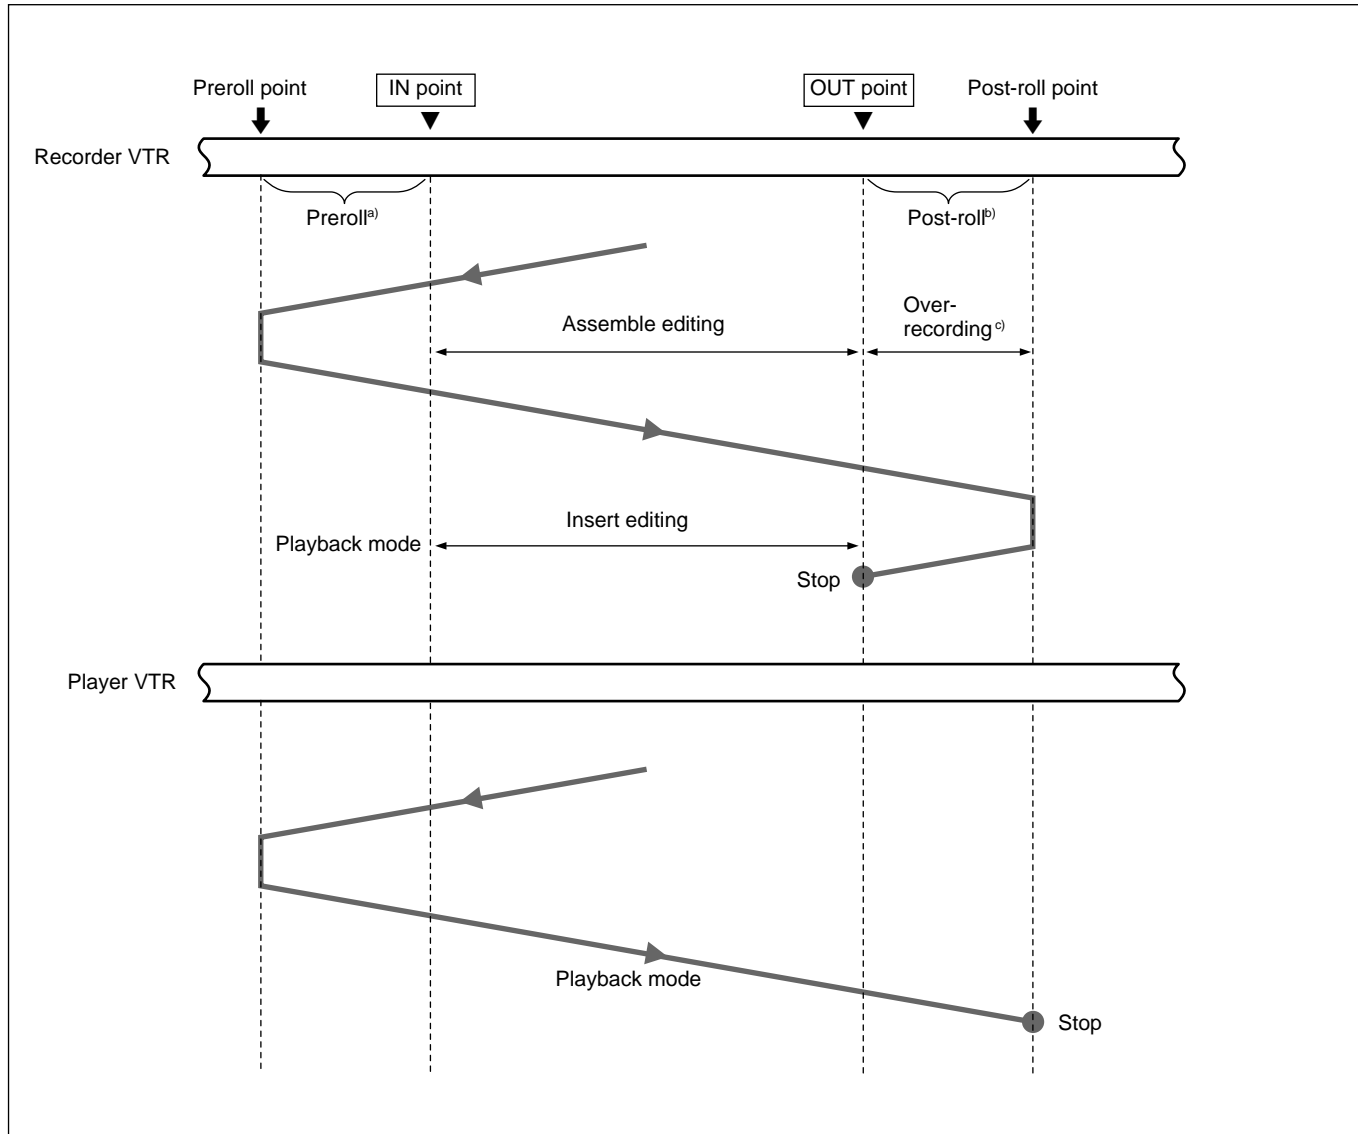 Preroll point
IN point
OUT point
Post-roll point
Recorder VTR
Preroll a)
Post-roll b)
Over-
recording c)
Assemble editing
Insert editing
Playback mode
Stop
Player VTR
Playback mode
Stop